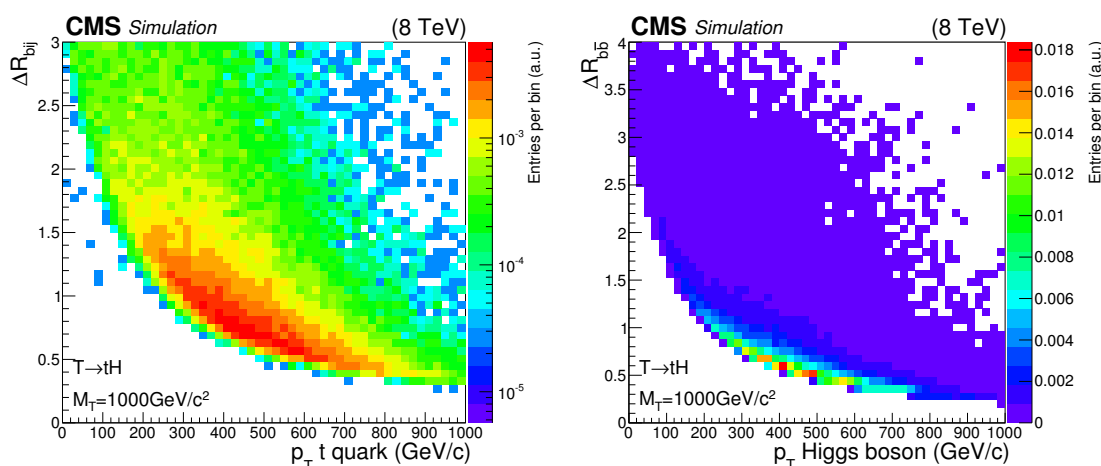 CMS Simulation (8 TeV)
ΔR_bij
3
2.5
2
1.5
1
0.5
0
T→tH
M_T=1000GeV/c²
0 100 200 300 400 500 600 700 800 900 1000
p_T t quark (GeV/c)
Entries per bin (a.u.)
10⁻³
10⁻⁴
10⁻⁵
CMS Simulation (8 TeV)
ΔR_bb̅
4
3.5
3
2.5
2
1.5
1
0.5
0
T→tH
M_T=1000GeV/c²
0 100 200 300 400 500 600 700 800 900 1000
p_T Higgs boson (GeV/c)
Entries per bin (a.u.)
0.018
0.016
0.014
0.012
0.01
0.008
0.006
0.004
0.002
0